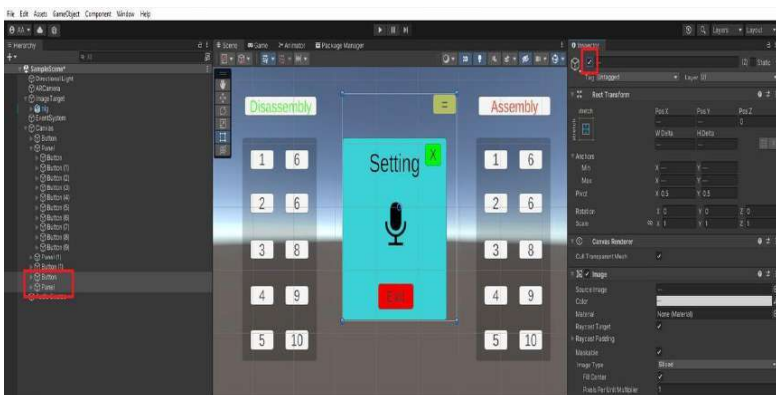 File Edit Assets GameObject Component Window Help
Hierarchy
Scene Game Animator Package Manager
Inspector
Layers Layout
SampleScene*
Directional Light
ARCamera
ImageTarget
EventSystem
Canvas
Button
Panel
Button
Button (1)
Button (2)
Button (3)
Button (4)
Button (5)
Button (6)
Button (7)
Button (8)
Button (9)
Panel (1)
Button (1)
Button
Panel
Disassembly
=
Assembly
1 6
2 6
3 8
4 9
5 10
Setting X
Exit
1 6
2 6
3 8
4 9
5 10
Static
Tag Untagged Layer UI
Rect Transform
stretch Pos X Pos Y Pos Z
0
W Delta H Delta
Anchors
Min X — Y —
Max X — Y —
Pivot X 0.5 Y 0.5
Rotation X 0 Y 0 Z 0
Scale X 1 Y 1 Z 1
Canvas Renderer
Cull Transparent Mesh
Image
Source Image
Color
Material None (Material)
Raycast Target
Raycast Padding
Maskable
Image Type Sliced
Fill Center
Pixels Per Unit Multiplier 1